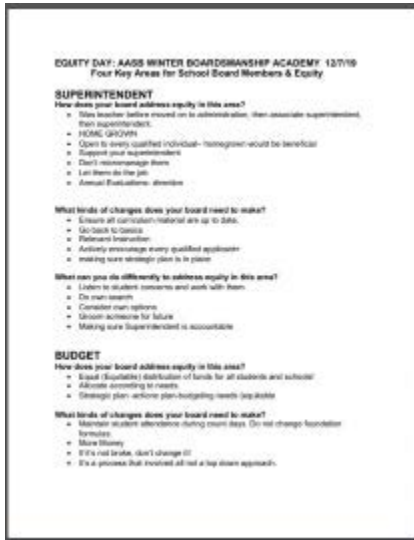 EQUITY DAY: AASB WINTER BOARDSMANSHIP ACADEMY 12/7/19
Four Key Areas for School Board Members & Equity
SUPERINTENDENT
How does your board address equity in this area?
• Was teacher before moved on to administration, then associate superintendent,
then superintendent.
• HOME GROWN
• Open to every qualified individual– homegrown would be beneficial
• Support your superintendent
• Don't micromanage them
• Let them do the job
• Annual Evaluations- directive
What kinds of changes does your board need to make?
• Ensure all curriculum material are up to date.
• Go back to basics
• Relevant Instruction
• Actively encourage every qualified applicant
• making sure strategic plan is in place
What can you do differently to address equity in this area?
• Listen to student concerns and work with them
• Do own search
• Consider own options
• Groom someone for future
• Making sure Superintendent is accountable
BUDGET
How does your board address equity in this area?
• Equal (Equitable) distribution of funds for all students and schools!
• Allocate according to needs
• Strategic plan- actions plan-budgeting needs (equitable
What kinds of changes does your board need to make?
• Maintain student attendance during count days. Do not change foundation
formulas.
• More Money
• If it's not broke, don't change it!
• It's a process that involved all not a top down approach.